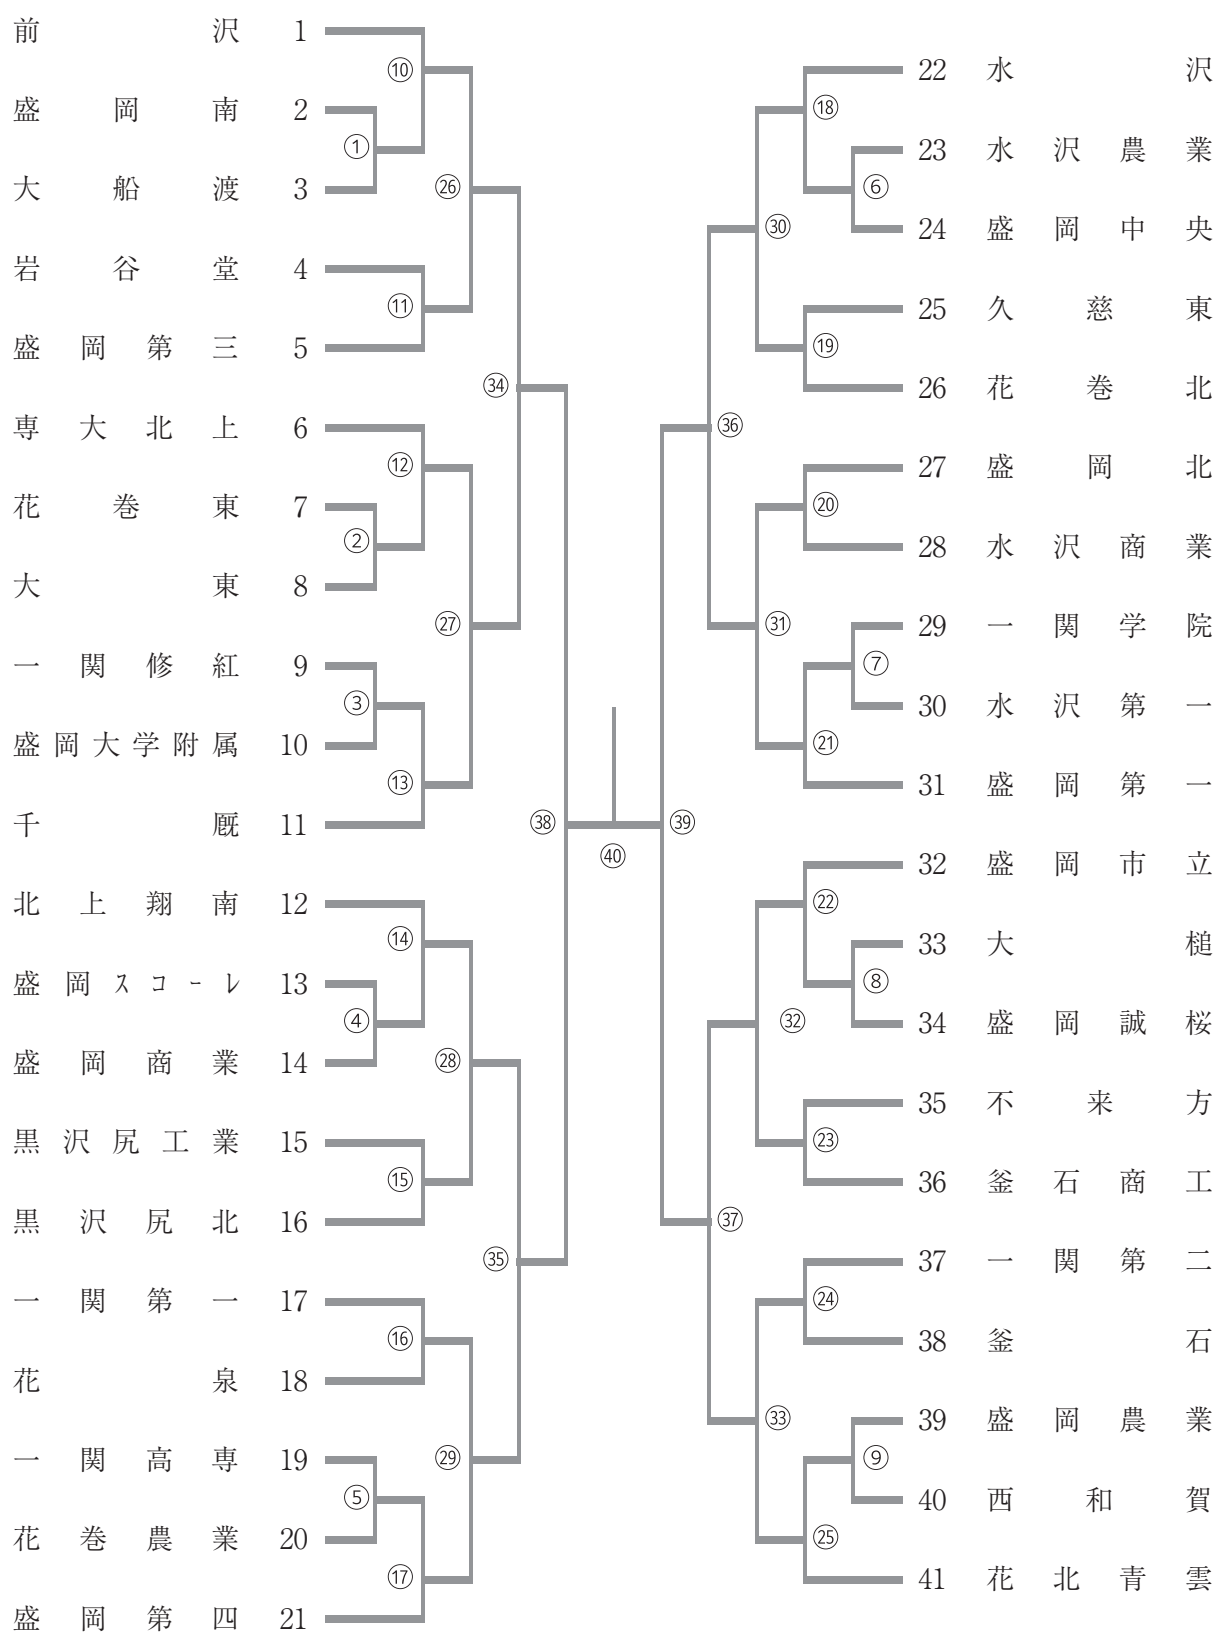 前沢 1
⑩
盛岡南 2
①
大船渡 3
㉖
岩谷堂 4
⑪
盛岡第三 5
㉞
専大北上 6
⑫
花巻東 7
②
大東 8
㉗
一関修紅 9
③
盛岡大学附属 10
⑬
千厩 11
㊳
北上翔南 12
⑭
盛岡スコーレ 13
④
盛岡商業 14
㉘
黒沢尻工業 15
⑮
黒沢尻北 16
㉟
一関第一 17
⑯
花泉 18
一関高専 19
㉙
⑤
花巻農業 20
⑰
盛岡第四 21
㊵
22 水沢
⑱
23 水沢農業
⑥
24 盛岡中央
㉚
25 久慈東
⑲
26 花巻北
㊱
27 盛岡北
⑳
28 水沢商業
29 一関学院
㉛
⑦
30 水沢第一
㉑
31 盛岡第一
㊴
32 盛岡市立
㉒
33 大槌
⑧
34 盛岡誠桜
㉜
35 不来方
㉓
36 釜石商工
㊲
37 一関第二
㉔
38 釜石
39 盛岡農業
㉝
⑨
40 西和賀
㉕
41 花北青雲